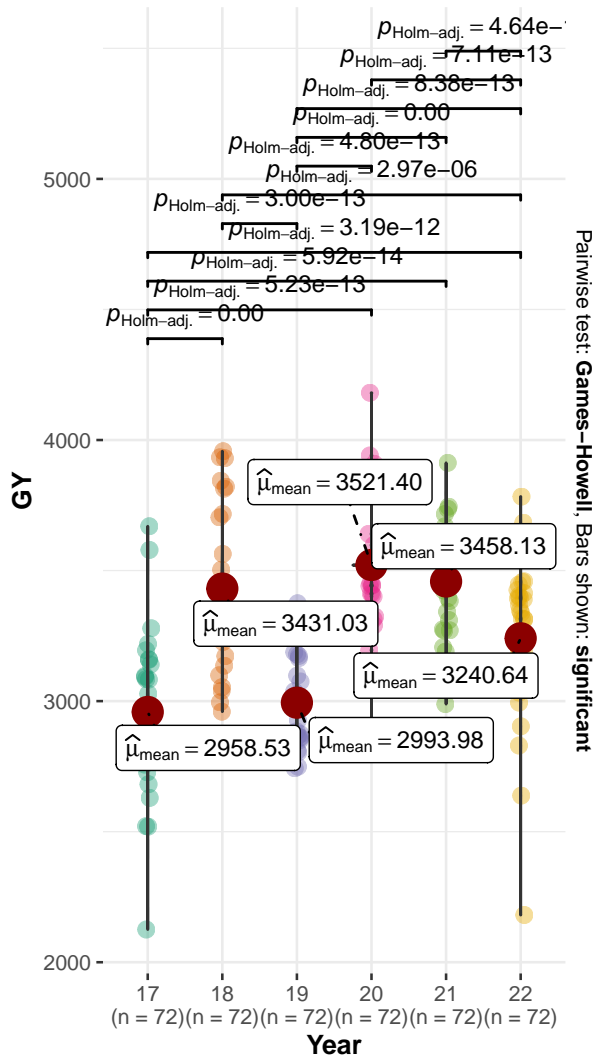 pHolm−adj. = 4.64e−
pHolm−adj. = 7.11e−13
pHolm−adj. = 8.38e−13
pHolm−adj. = 0.00
pHolm−adj. = 4.80e−13
pHolm−adj. = 2.97e−06
pHolm−adj. = 3.00e−13
pHolm−adj. = 3.19e−12
pHolm−adj. = 5.92e−14
pHolm−adj. = 5.23e−13
pHolm−adj. = 0.00
5000
4000
3000
2000
GY
μ̂mean = 3521.40
μ̂mean = 3458.13
μ̂mean = 3431.03
μ̂mean = 3240.64
μ̂mean = 2958.53
μ̂mean = 2993.98
17 18 19 20 21 22
(n = 72) (n = 72) (n = 72) (n = 72) (n = 72) (n = 72)
Year
Pairwise test: Games−Howell, Bars shown: significant